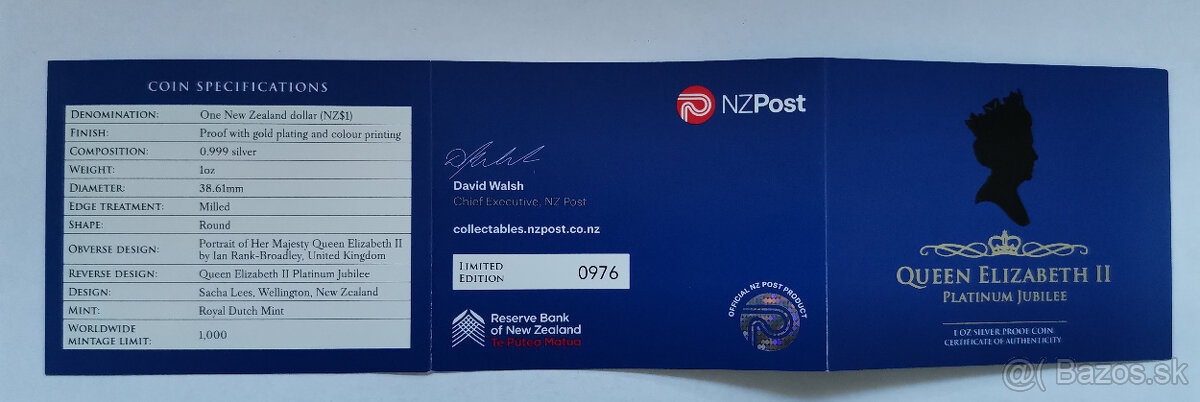 COIN SPECIFICATIONS
DENOMINATION: One New Zealand dollar (NZ$1)
FINISH: Proof with gold plating and colour printing
COMPOSITION: 0.999 silver
WEIGHT: 1oz
DIAMETER: 38.61mm
EDGE TREATMENT: Milled
SHAPE: Round
OBVERSE DESIGN: Portrait of Her Majesty Queen Elizabeth II
by Ian Rank-Broadley, United Kingdom
REVERSE DESIGN: Queen Elizabeth II Platinum Jubilee
DESIGN: Sacha Lees, Wellington, New Zealand
MINT: Royal Dutch Mint
WORLDWIDE
MINTAGE LIMIT: 1,000
NZPost
David Walsh
Chief Executive, NZ Post
collectables.nzpost.co.nz
LIMITED
EDITION 0976
Reserve Bank
of New Zealand
Te Pūtea Matua
OFFICIAL NZ POST PRODUCT
QUEEN ELIZABETH II
PLATINUM JUBILEE
1 OZ SILVER PROOF COIN
CERTIFICATE OF AUTHENTICITY
@( Bazos.sk